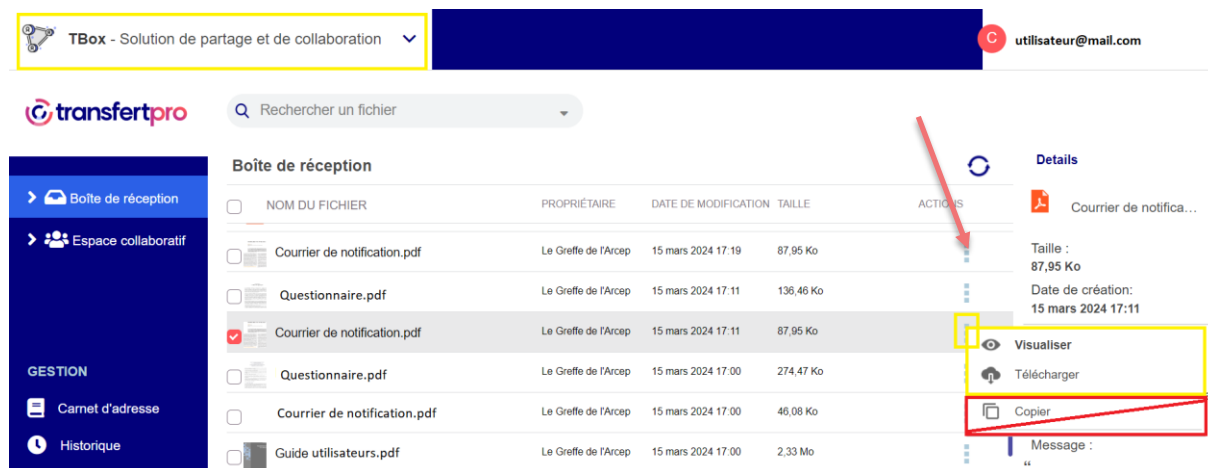 TBox - Solution de partage et de collaboration
C utilisateur@mail.com
transfertpro
Rechercher un fichier
Boîte de réception
Details
Boîte de réception
Espace collaboratif
NOM DU FICHIER PROPRIÉTAIRE DATE DE MODIFICATION TAILLE ACTIONS
Courrier de notifica...
Courrier de notification.pdf Le Greffe de l'Arcep 15 mars 2024 17:19 87,95 Ko
Taille :
87,95 Ko
Questionnaire.pdf Le Greffe de l'Arcep 15 mars 2024 17:11 136,46 Ko
Date de création:
15 mars 2024 17:11
Courrier de notification.pdf Le Greffe de l'Arcep 15 mars 2024 17:11 87,95 Ko
Visualiser
Télécharger
Copier
Questionnaire.pdf Le Greffe de l'Arcep 15 mars 2024 17:00 274,47 Ko
Courrier de notification.pdf Le Greffe de l'Arcep 15 mars 2024 17:00 46,08 Ko
Guide utilisateurs.pdf Le Greffe de l'Arcep 15 mars 2024 17:00 2,33 Mo
Message :
“
GESTION
Carnet d'adresse
Historique